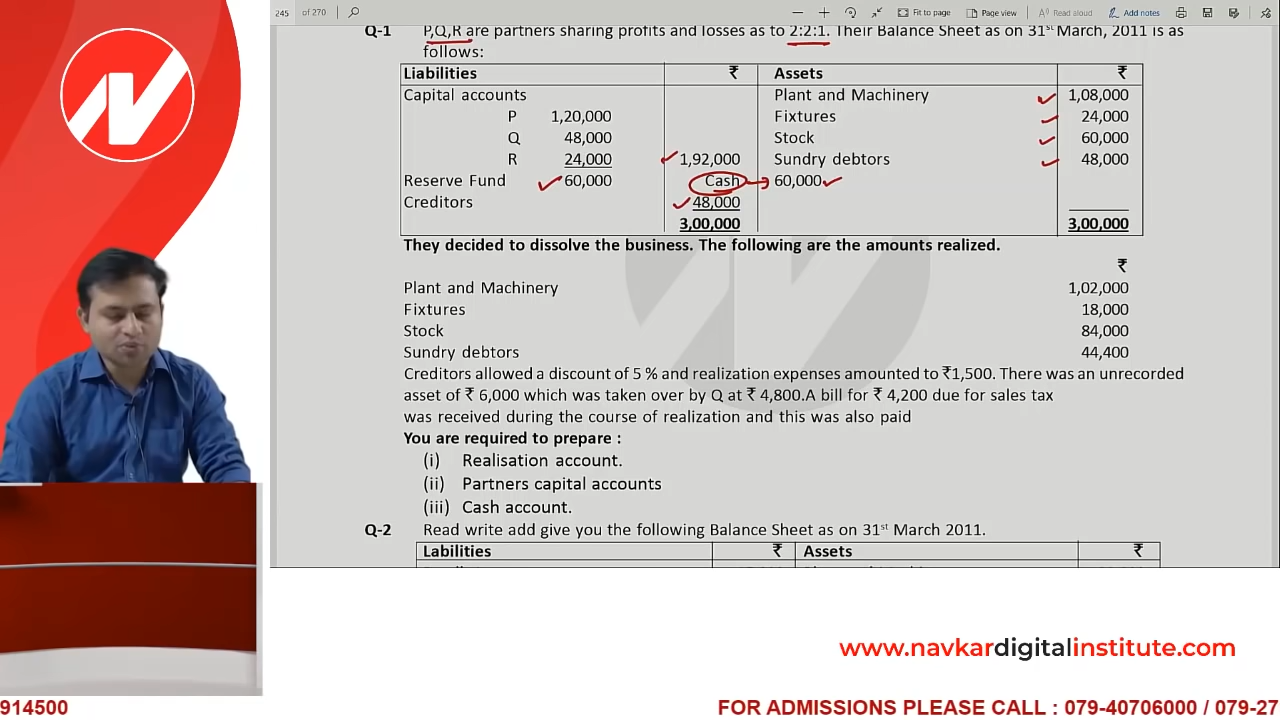 245 of 270 Fit to page Page view Read aloud Add notes
Q-1 P,Q,R are partners sharing profits and losses as to 2:2:1. Their Balance Sheet as on 31st March, 2011 is as
follows:
Liabilities ₹ Assets ₹
Capital accounts Plant and Machinery 1,08,000
P 1,20,000 Fixtures 24,000
Q 48,000 Stock 60,000
R 24,000 1,92,000 Sundry debtors 48,000
Reserve Fund 60,000 Cash 60,000
Creditors 48,000
3,00,000 3,00,000
They decided to dissolve the business. The following are the amounts realized.
₹
Plant and Machinery 1,02,000
Fixtures 18,000
Stock 84,000
Sundry debtors 44,400
Creditors allowed a discount of 5 % and realization expenses amounted to ₹1,500. There was an unrecorded
asset of ₹ 6,000 which was taken over by Q at ₹ 4,800.A bill for ₹ 4,200 due for sales tax
was received during the course of realization and this was also paid
You are required to prepare :
(i) Realisation account.
(ii) Partners capital accounts
(iii) Cash account.
Q-2 Read write add give you the following Balance Sheet as on 31st March 2011.
Labilities ₹ Assets ₹
www.navkardigitalinstitute.com
914500 FOR ADMISSIONS PLEASE CALL : 079-40706000 / 079-27